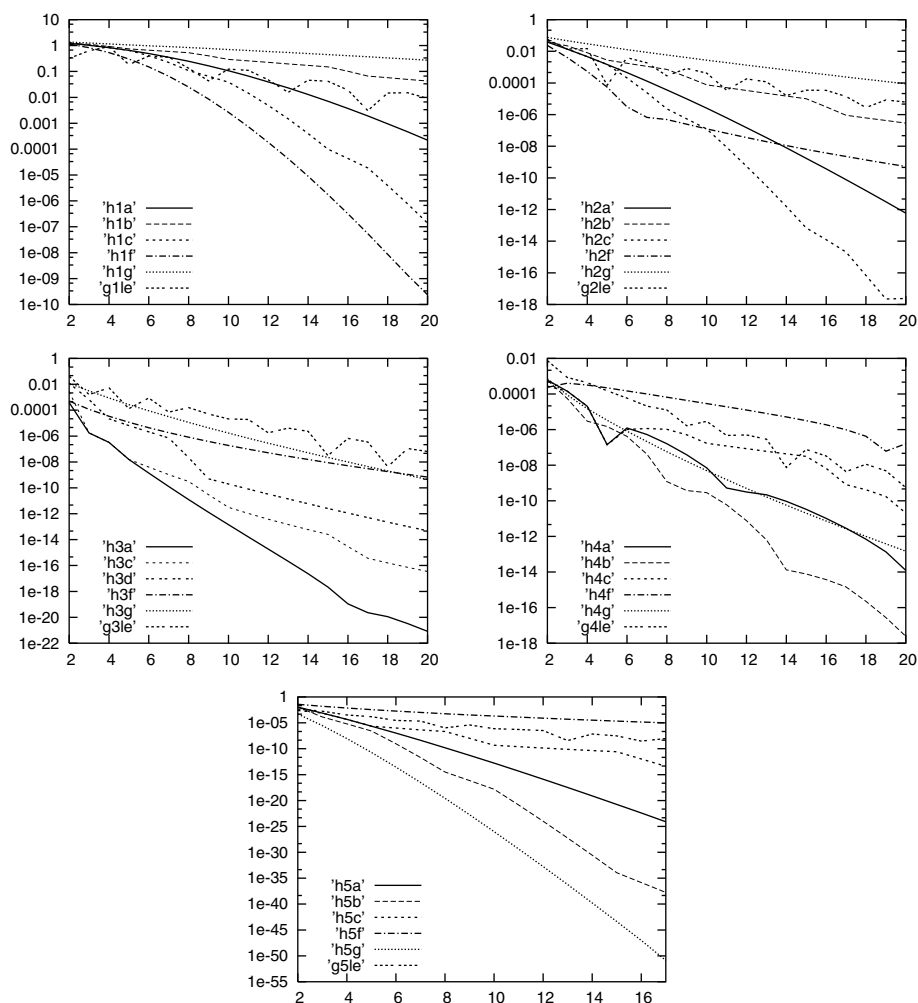 10
1
0.1
0.01
0.001
0.0001
1e-05
1e-06
1e-07
1e-08
1e-09
1e-10
'h1a'
'h1b'
'h1c'
'h1f'
'h1g'
'g1le'
2 4 6 8 10 12 14 16 18 20
1
0.01
0.0001
1e-06
1e-08
1e-10
1e-12
1e-14
1e-16
1e-18
'h2a'
'h2b'
'h2c'
'h2f'
'h2g'
'g2le'
2 4 6 8 10 12 14 16 18 20
1
0.01
0.0001
1e-06
1e-08
1e-10
1e-12
1e-14
1e-16
1e-18
1e-20
1e-22
'h3a'
'h3c'
'h3d'
'h3f'
'h3g'
'g3le'
2 4 6 8 10 12 14 16 18 20
0.01
0.0001
1e-06
1e-08
1e-10
1e-12
1e-14
1e-16
1e-18
'h4a'
'h4b'
'h4c'
'h4f'
'h4g'
'g4le'
2 4 6 8 10 12 14 16 18 20
1
1e-05
1e-10
1e-15
1e-20
1e-25
1e-30
1e-35
1e-40
1e-45
1e-50
1e-55
'h5a'
'h5b'
'h5c'
'h5f'
'h5g'
'g5le'
2 4 6 8 10 12 14 16